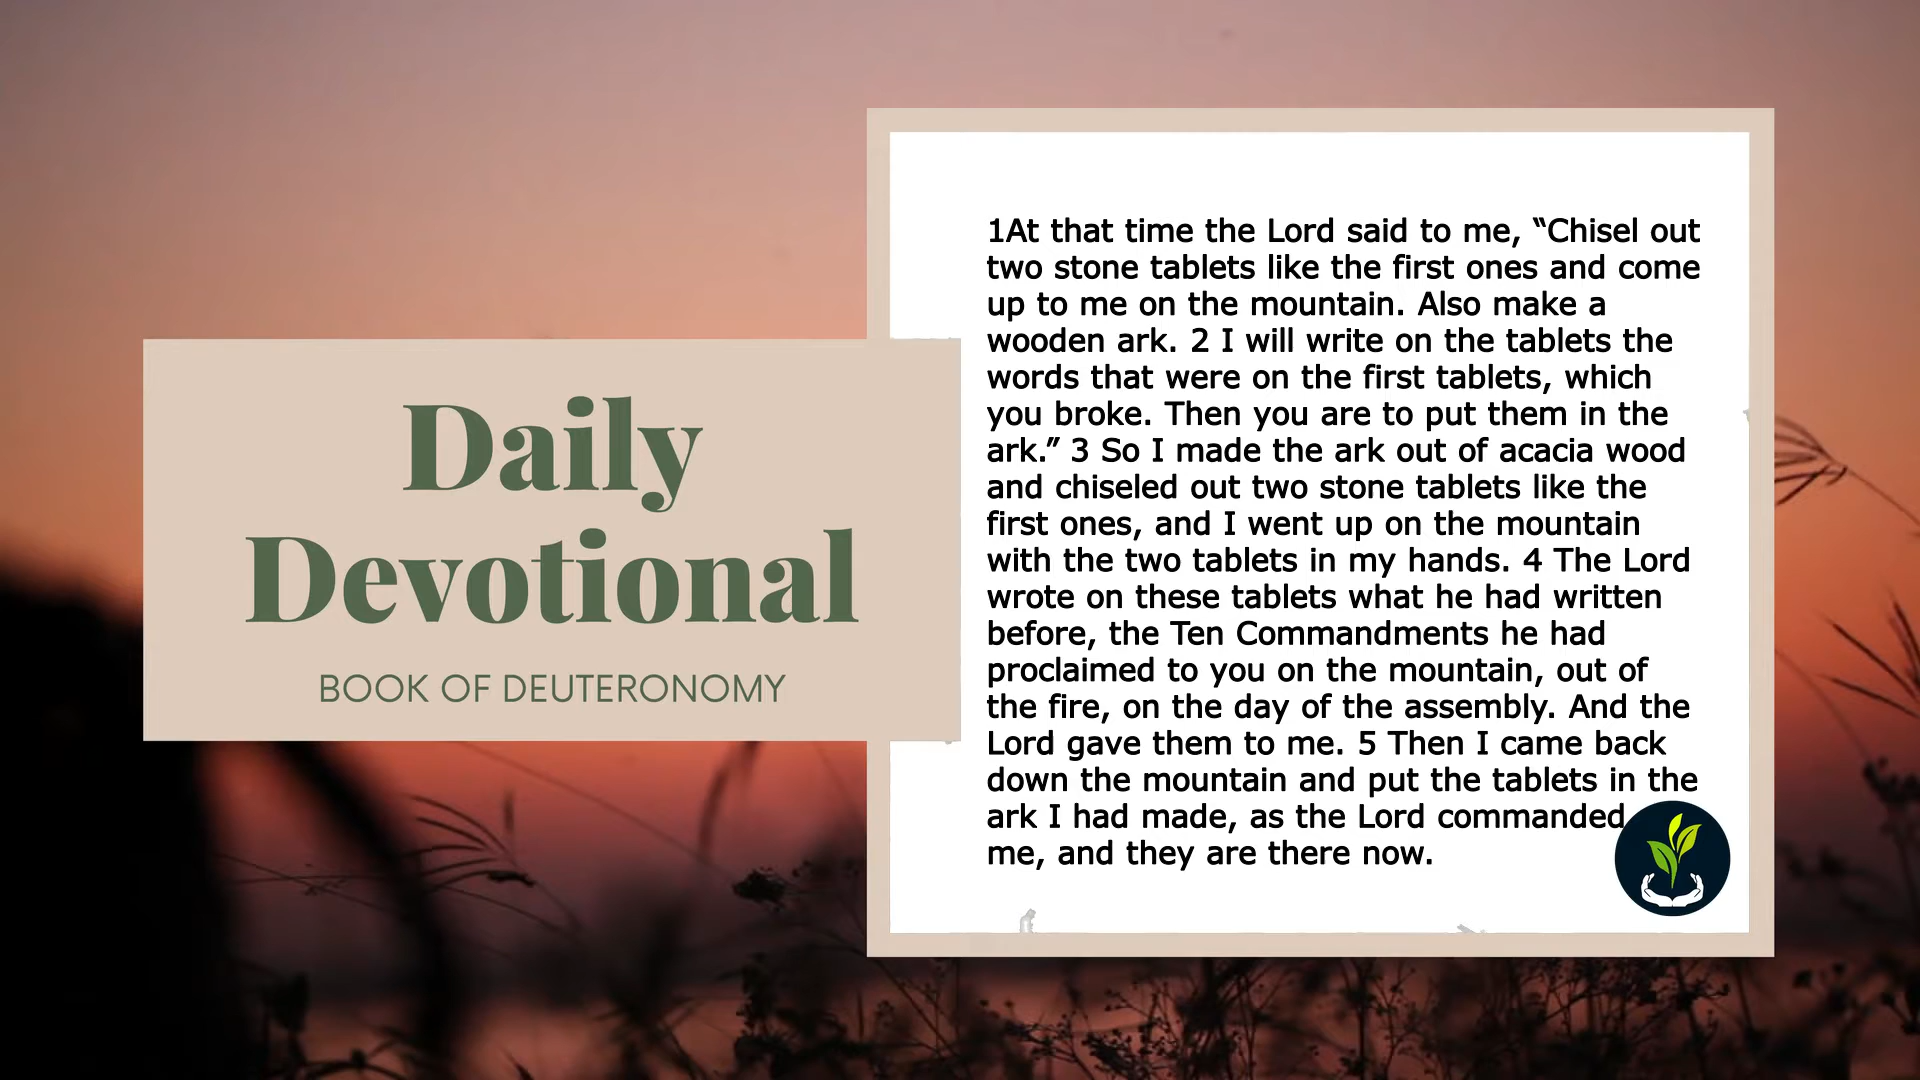 Daily
Devotional
BOOK OF DEUTERONOMY
1At that time the Lord said to me, “Chisel out
two stone tablets like the first ones and come
up to me on the mountain. Also make a
wooden ark. 2 I will write on the tablets the
words that were on the first tablets, which
you broke. Then you are to put them in the
ark.” 3 So I made the ark out of acacia wood
and chiseled out two stone tablets like the
first ones, and I went up on the mountain
with the two tablets in my hands. 4 The Lord
wrote on these tablets what he had written
before, the Ten Commandments he had
proclaimed to you on the mountain, out of
the fire, on the day of the assembly. And the
Lord gave them to me. 5 Then I came back
down the mountain and put the tablets in the
ark I had made, as the Lord commanded
me, and they are there now.